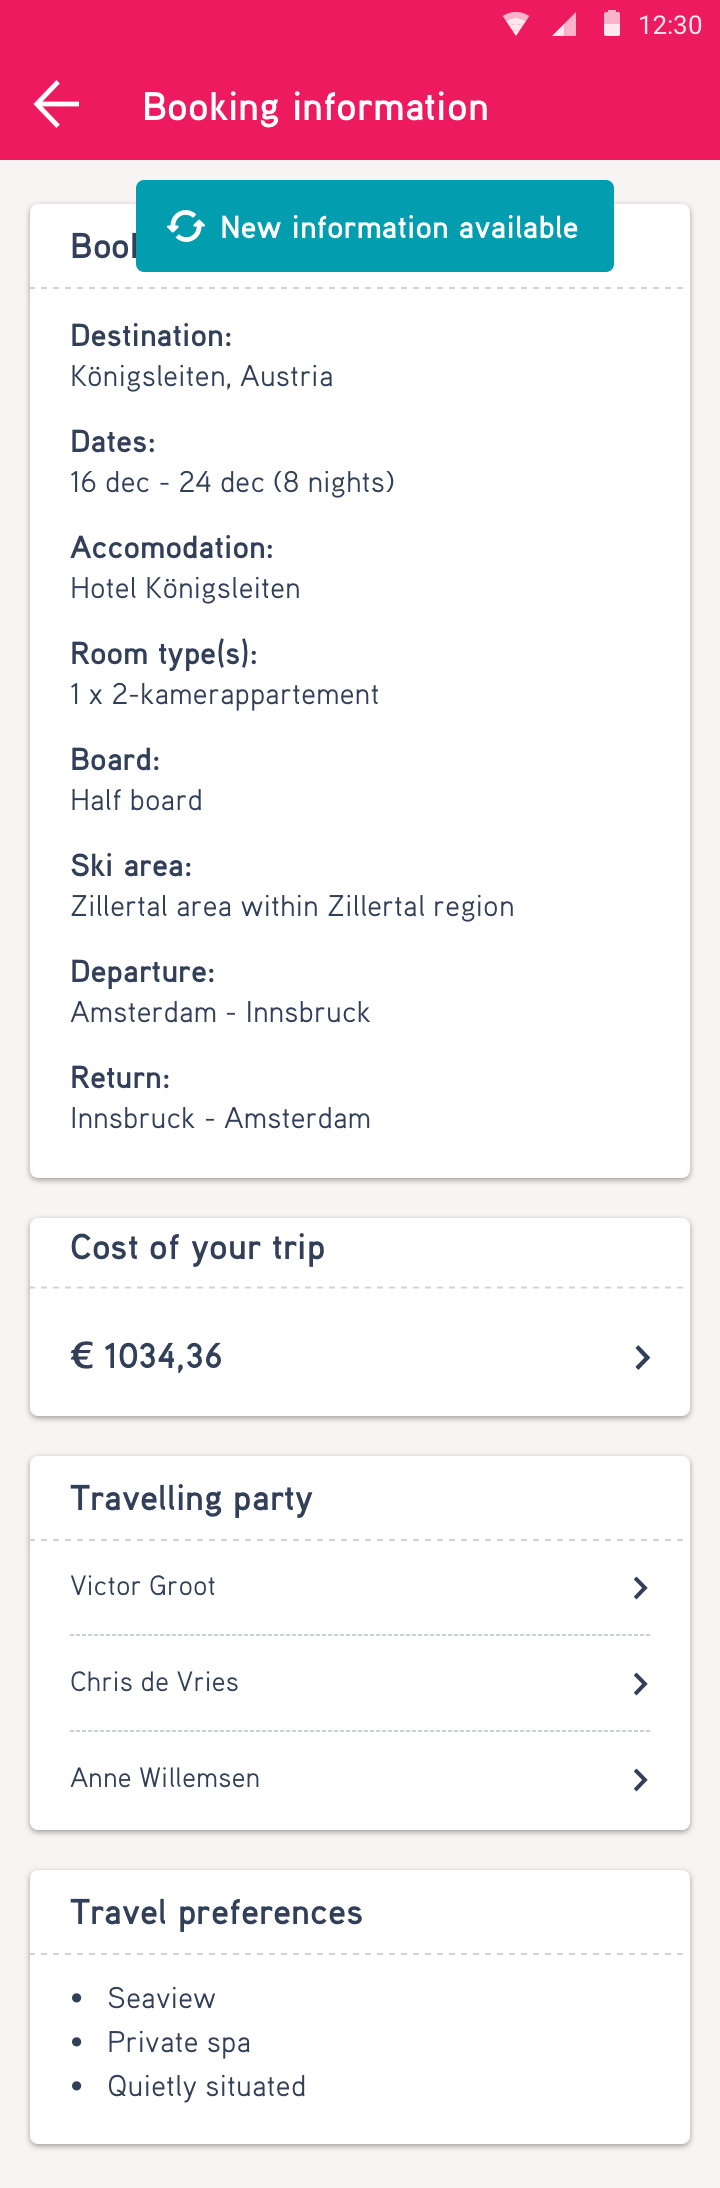 12:30
Booking information
New information available
Destination:
Königsleiten, Austria
Dates:
16 dec - 24 dec (8 nights)
Accomodation:
Hotel Königsleiten
Room type(s):
1 x 2-kamerappartement
Board:
Half board
Ski area:
Zillertal area within Zillertal region
Departure:
Amsterdam - Innsbruck
Return:
Innsbruck - Amsterdam
Cost of your trip
€ 1034,36
Travelling party
Victor Groot
Chris de Vries
Anne Willemsen
Travel preferences
• Seaview
• Private spa
• Quietly situated